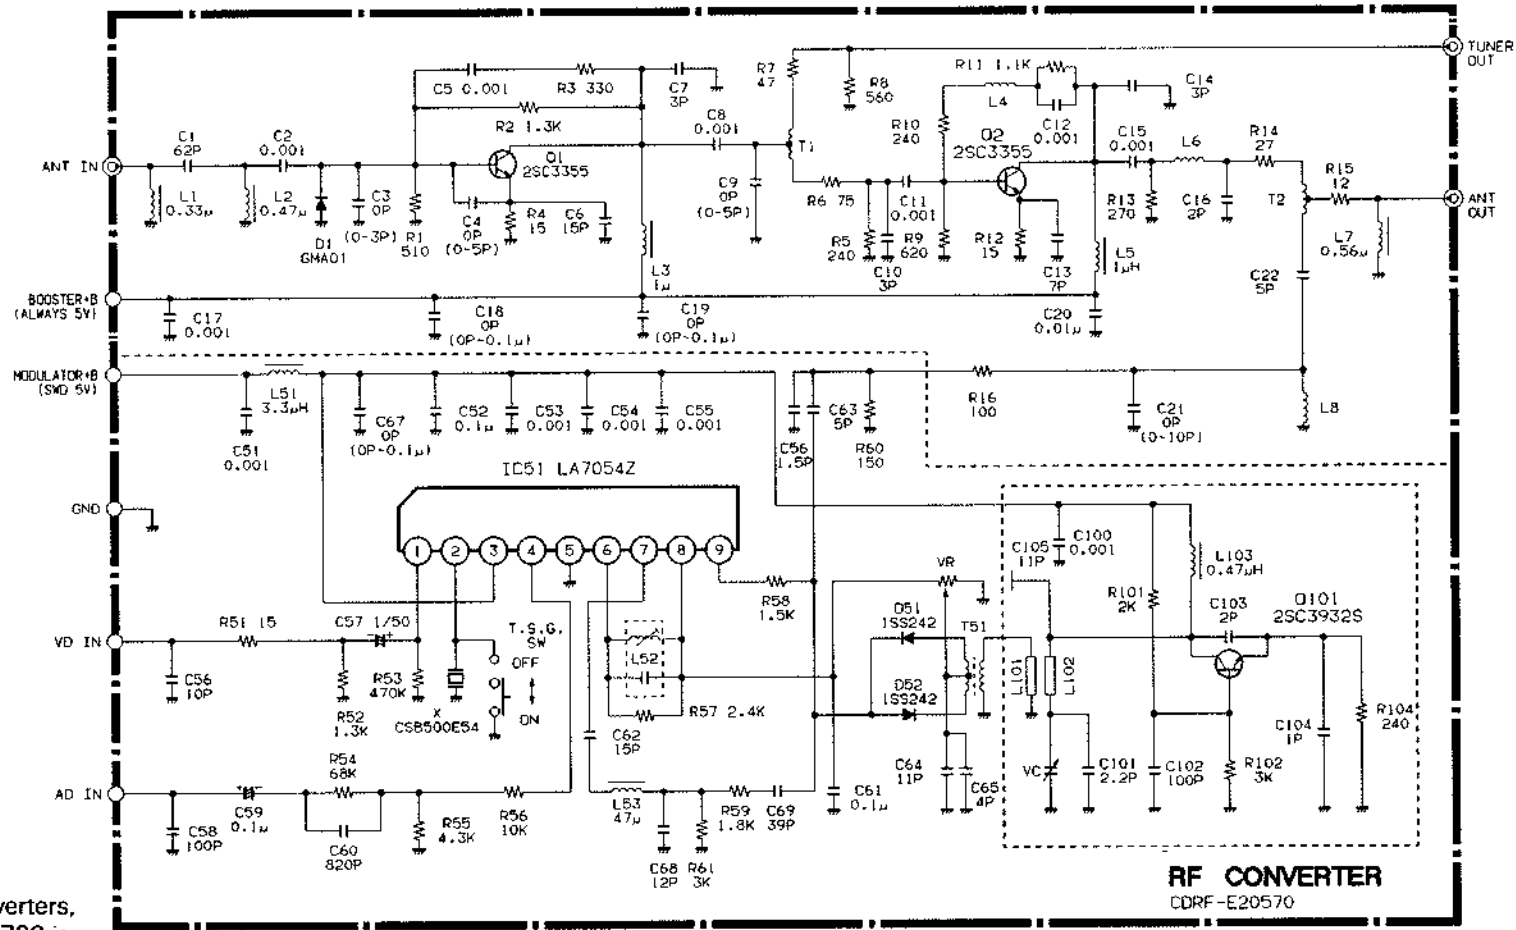 TUNER
OUT
R11 1.1K
C5 0.001
R3 330
C7
3P
R7
47
R8
560
L4
C14
3P
R2 1.3K
C8
0.001
R10
240
Q2
2SC3355
C12
0.001
C15
0.001
L6
R14
27
C1
62P
C2
0.001
ANT IN
Q1
2SC3355
T1
R15
12
L1
0.33μ
L2
0.47μ
C3
0P
(0-3P)
C4
0P
(0-5P)
R4
15
C6
15P
C9
0P
(0-5P)
R6 75
C11
0.001
R13
270
C16
2P
T2
ANT
OUT
D1
GMA01
R1
510
R5
240
R9
620
R12
15
L5
1μH
L7
0.56μ
L3
1μ
C10
3P
C13
7P
C22
5P
BOOSTER+B
(ALWAYS 5V)
C17
0.001
C18
0P
(0P-0.1μ)
C19
0P
(0P-0.1μ)
C20
0.01μ
MODULATOR+B
(SWD 5V)
L51
3.3μH
C51
0.001
C67
0P
(0P-0.1μ)
C52
0.1μ
C53
0.001
C54
0.001
C55
0.001
C56
1.5P
C63
5P
R60
150
R16
100
C21
0P
(0-10P)
L8
IC51 LA7054Z
GND
1 2 3 4 5 6 7 8 9
C105
11P
C100
0.001
L103
0.47μH
VR
R58
1.5K
R101
2K
C103
2P
Q101
2SC3932S
R51 15
C57 1/50
+
T.S.G.
SW
OFF
D51
1SS242
T51
VD IN
L52
L101
L102
C56
10P
R53
470K
D52
1SS242
R52
1.3K
X
CSB500E54
ON
R57 2.4K
C62
15P
C104
1P
R104
240
R54
68K
C64
11P
VC
C101
2.2P
C102
100P
R102
3K
AD IN
C59
0.1μ
L53
47μ
C61
0.1μ
C65
4P
C58
100P
C60
820P
R55
4.3K
R56
10K
R59
1.8K
C69
39P
C68
12P
R61
3K
RF CONVERTER
CDRF-E20570
verters,